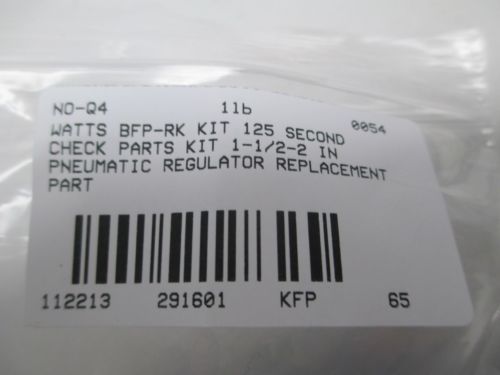 NO-Q4 11b
WATTS BFP-RK KIT 125 SECOND 0054
CHECK PARTS KIT 1-1/2-2 IN
PNEUMATIC REGULATOR REPLACEMENT
PART
112213 291601 KFP 65